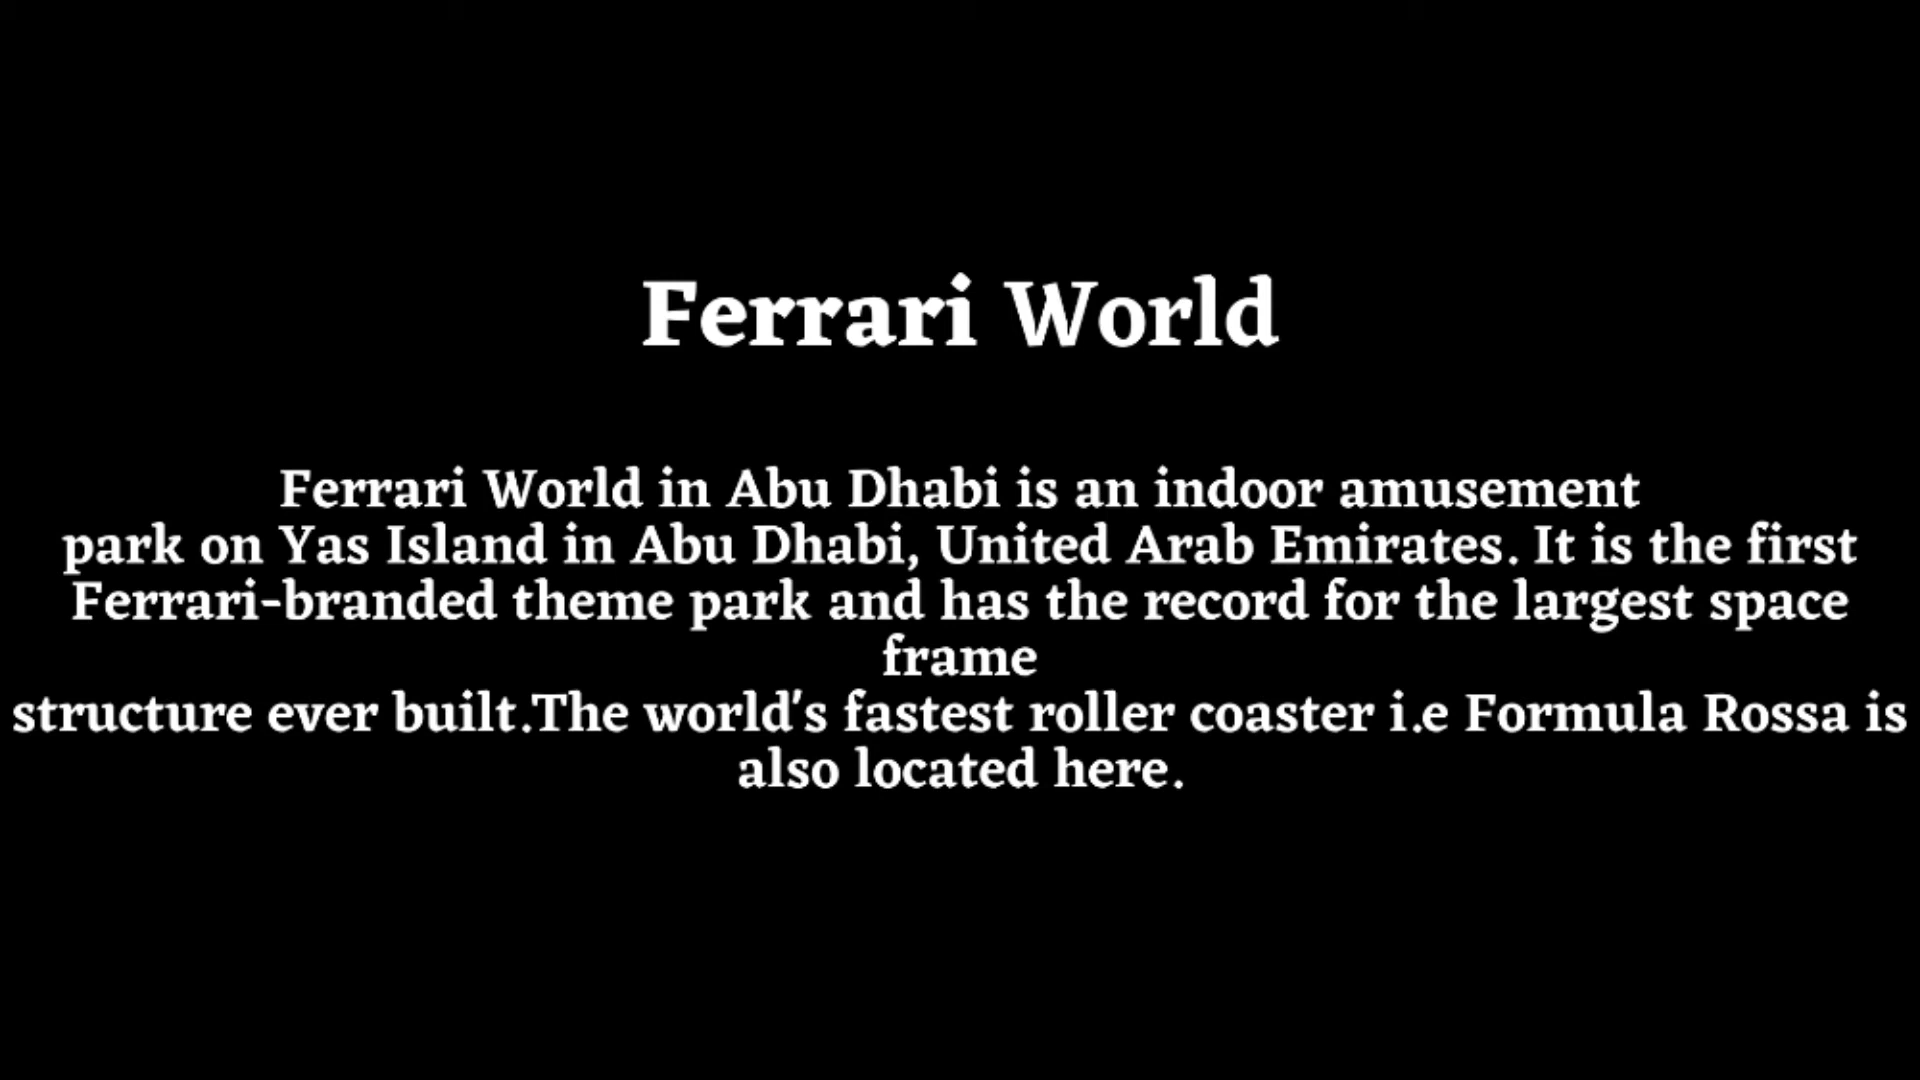 Ferrari World
Ferrari World in Abu Dhabi is an indoor amusement
park on Yas Island in Abu Dhabi, United Arab Emirates. It is the first
Ferrari-branded theme park and has the record for the largest space
frame
structure ever built.The world's fastest roller coaster i.e Formula Rossa is
also located here.